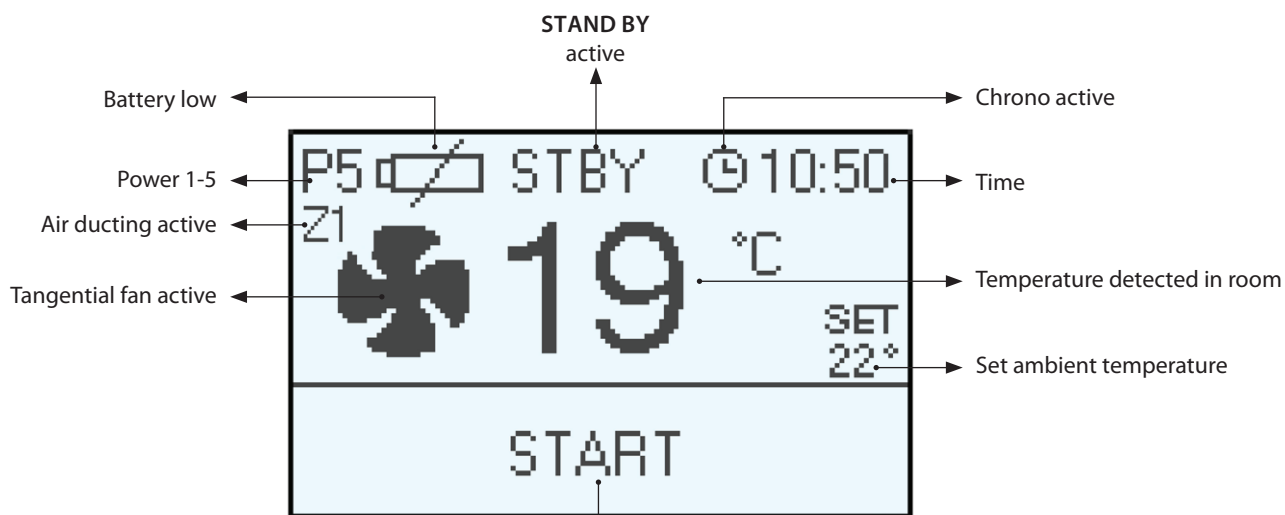 STAND BY
active
Battery low
Chrono active
P5 STBY 10:50
Power 1-5
Time
Air ducting active
Z1
19 °C
Tangential fan active
Temperature detected in room
SET
22°
Set ambient temperature
START